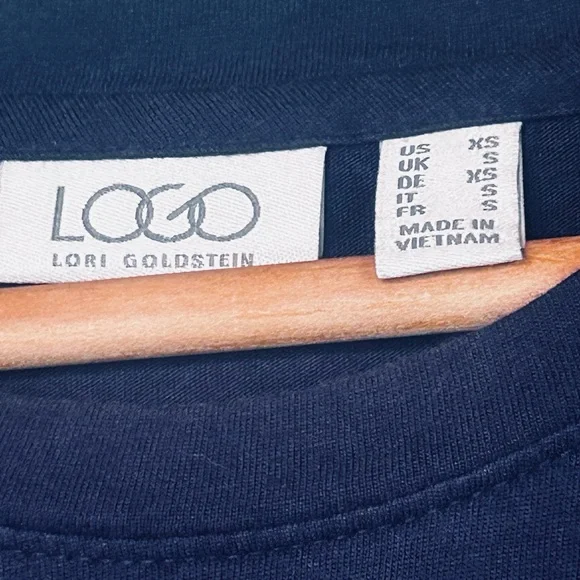 LOGO
LORI GOLDSTEIN
US XS
UK S
DE XS
IT S
FR S
MADE IN
VIETNAM